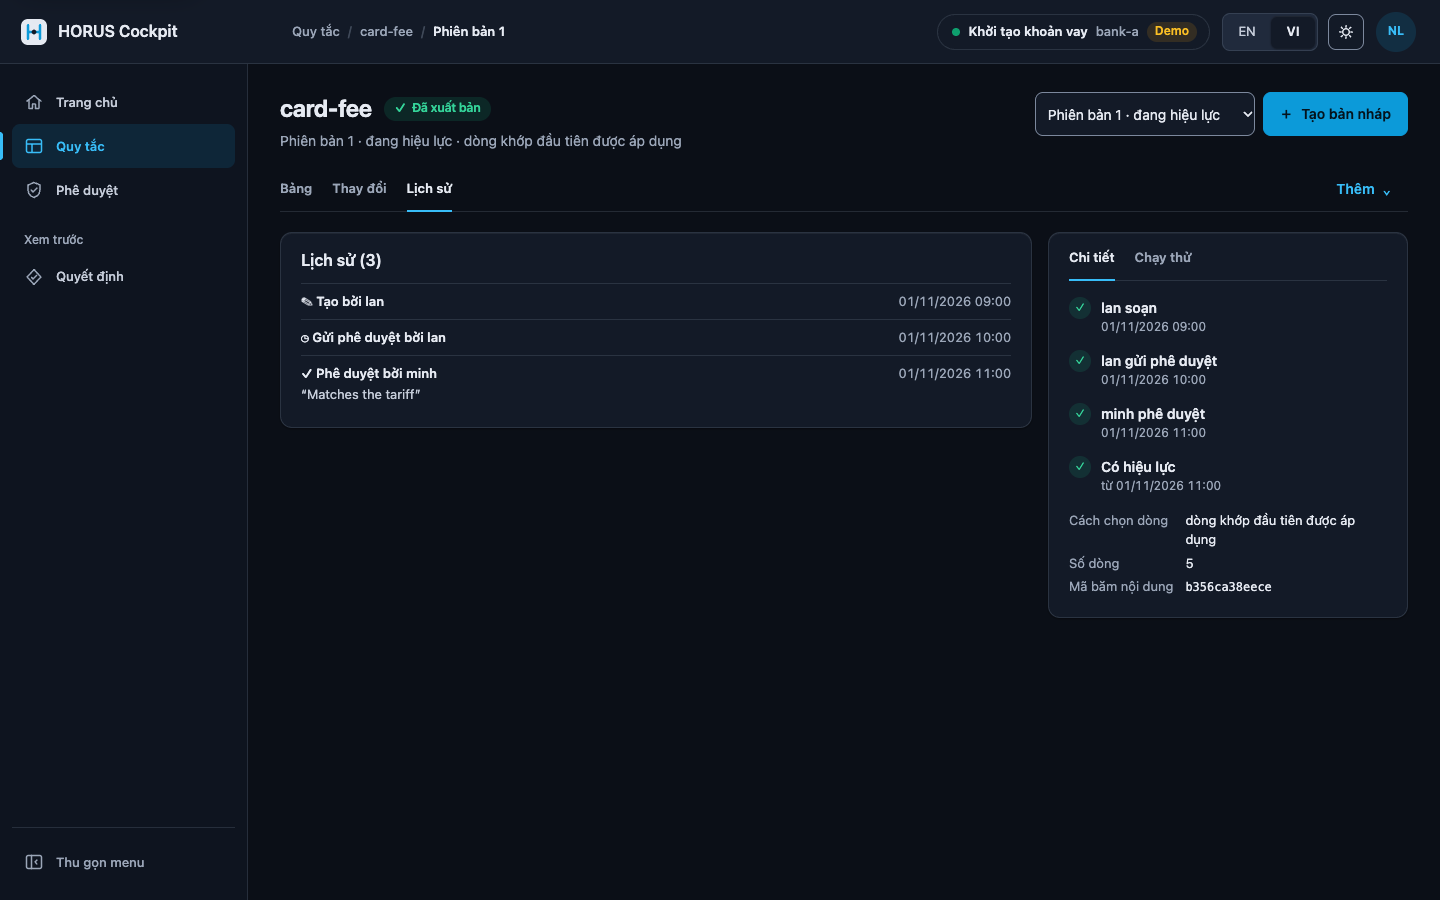 HORUS Cockpit
Quy tắc / card-fee / Phiên bản 1
Khởi tạo khoản vay bank-a Demo
EN VI
NL
Trang chủ
Quy tắc
Phê duyệt
Xem trước
Quyết định
Thu gọn menu
card-fee
Đã xuất bản
Phiên bản 1 · đang hiệu lực · dòng khớp đầu tiên được áp dụng
Phiên bản 1 · đang hiệu lực
+ Tạo bản nháp
Bảng Thay đổi Lịch sử
Thêm
Lịch sử (3)
Tạo bởi lan 01/11/2026 09:00
Gửi phê duyệt bởi lan 01/11/2026 10:00
Phê duyệt bởi minh 01/11/2026 11:00
“Matches the tariff”
Chi tiết Chạy thử
lan soạn
01/11/2026 09:00
lan gửi phê duyệt
01/11/2026 10:00
minh phê duyệt
01/11/2026 11:00
Có hiệu lực
từ 01/11/2026 11:00
Cách chọn dòng dòng khớp đầu tiên được áp
dụng
Số dòng 5
Mã băm nội dung b356ca38eece